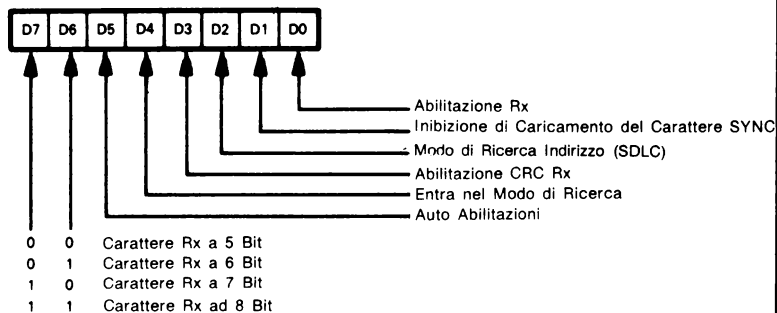 D7 D6 D5 D4 D3 D2 D1 D0
Abilitazione Rx
Inibizione di Caricamento del Carattere SYNC
Modo di Ricerca Indirizzo (SDLC)
Abilitazione CRC Rx
Entra nel Modo di Ricerca
Auto Abilitazioni
0 0 Carattere Rx a 5 Bit
0 1 Carattere Rx a 6 Bit
1 0 Carattere Rx a 7 Bit
1 1 Carattere Rx ad 8 Bit